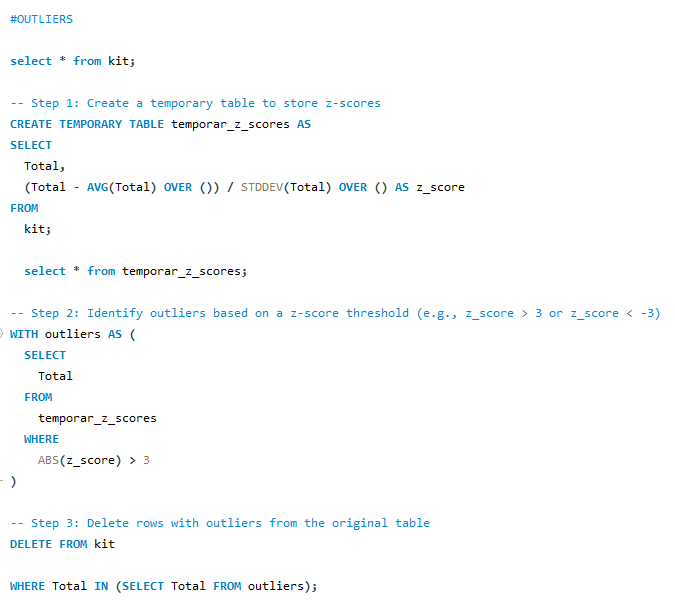 #OUTLIERS
select * from kit;
-- Step 1: Create a temporary table to store z-scores
CREATE TEMPORARY TABLE temporar_z_scores AS
SELECT
Total,
(Total - AVG(Total) OVER ()) / STDDEV(Total) OVER () AS z_score
FROM
kit;
select * from temporar_z_scores;
-- Step 2: Identify outliers based on a z-score threshold (e.g., z_score > 3 or z_score < -3)
WITH outliers AS (
SELECT
Total
FROM
temporar_z_scores
WHERE
ABS(z_score) > 3
)
-- Step 3: Delete rows with outliers from the original table
DELETE FROM kit
WHERE Total IN (SELECT Total FROM outliers);